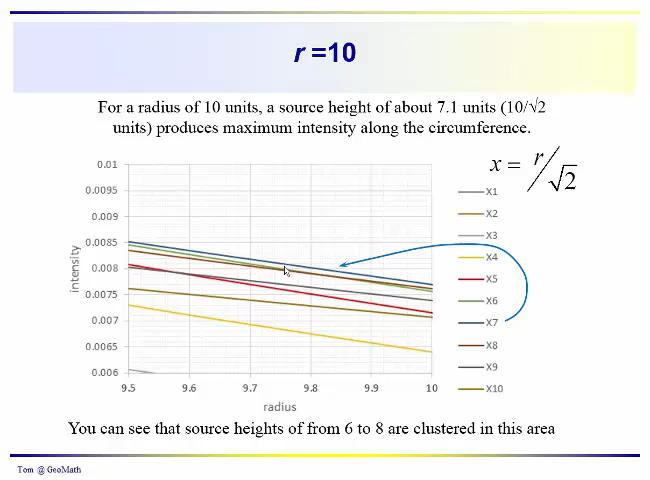 r =10
For a radius of 10 units, a source height of about 7.1 units (10/√2
units) produces maximum intensity along the circumference.
x = r/√2
0.01
0.0095
0.009
0.0085
0.008
0.0075
0.007
0.0065
0.006
intensity
9.5 9.6 9.7 9.8 9.9 10
radius
X1
X2
X3
X4
X5
X6
X7
X8
X9
X10
You can see that source heights of from 6 to 8 are clustered in this area
Tom @ GeoMath